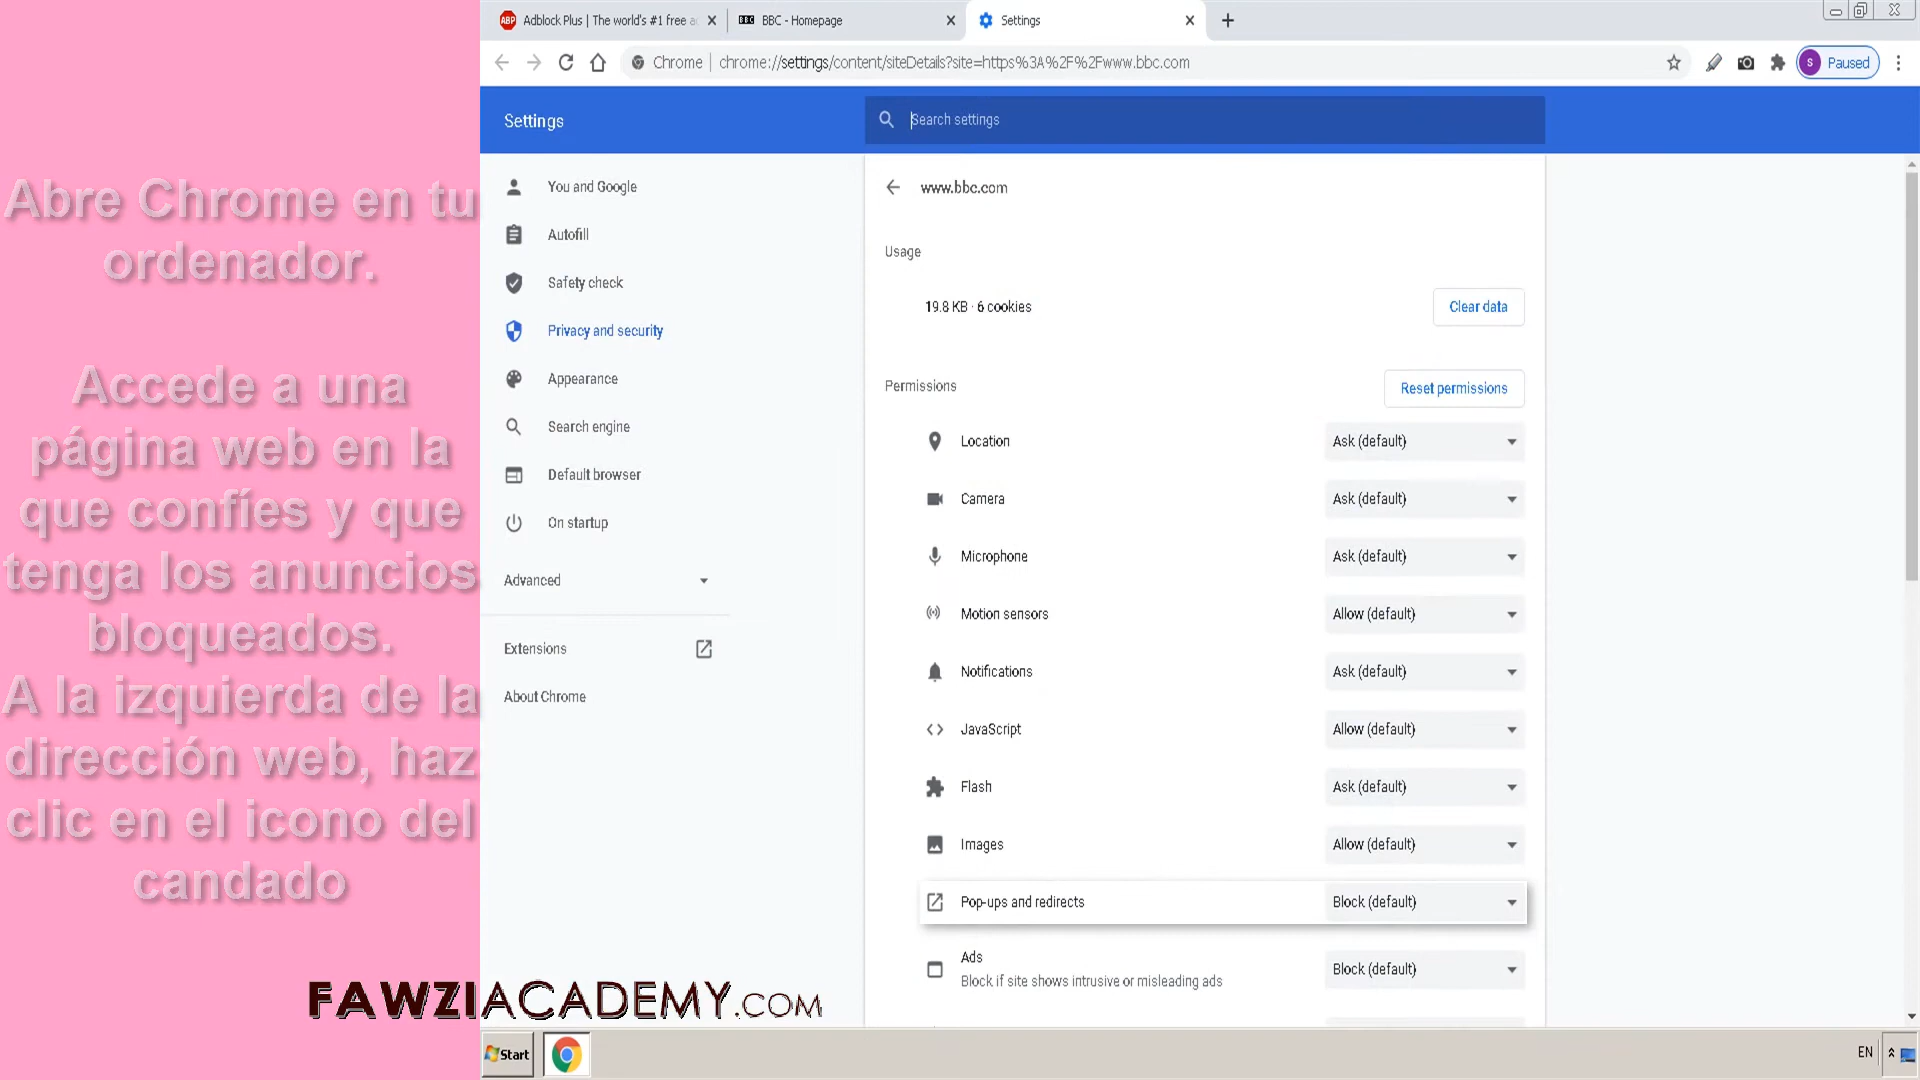 Adblock Plus | The world's #1 free a
BBC - Homepage
Settings
Chrome | chrome://settings/content/siteDetails?site=https%3A%2F%2Fwww.bbc.com
S Paused
Settings
Search settings
Abre Chrome en tu
ordenador.
Accede a una
página web en la
que confíes y que
tenga los anuncios
bloqueados.
A la izquierda de la
dirección web, haz
clic en el icono del
candado
You and Google
Autofill
Safety check
Privacy and security
Appearance
Search engine
Default browser
On startup
Advanced
Extensions
About Chrome
www.bbc.com
Usage
19.8 KB · 6 cookies
Clear data
Permissions
Reset permissions
Location
Ask (default)
Camera
Ask (default)
Microphone
Ask (default)
Motion sensors
Allow (default)
Notifications
Ask (default)
JavaScript
Allow (default)
Flash
Ask (default)
Images
Allow (default)
Pop-ups and redirects
Block (default)
Ads
Block if site shows intrusive or misleading ads
Block (default)
FAWZIACADEMY.COM
Start
EN